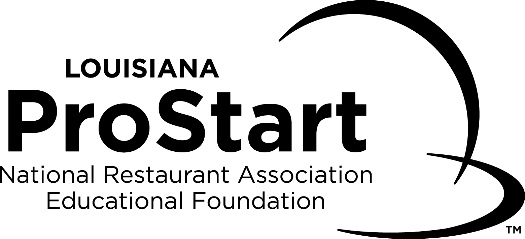 LOUISIANA
ProStart
National Restaurant Association
Educational Foundation
TM